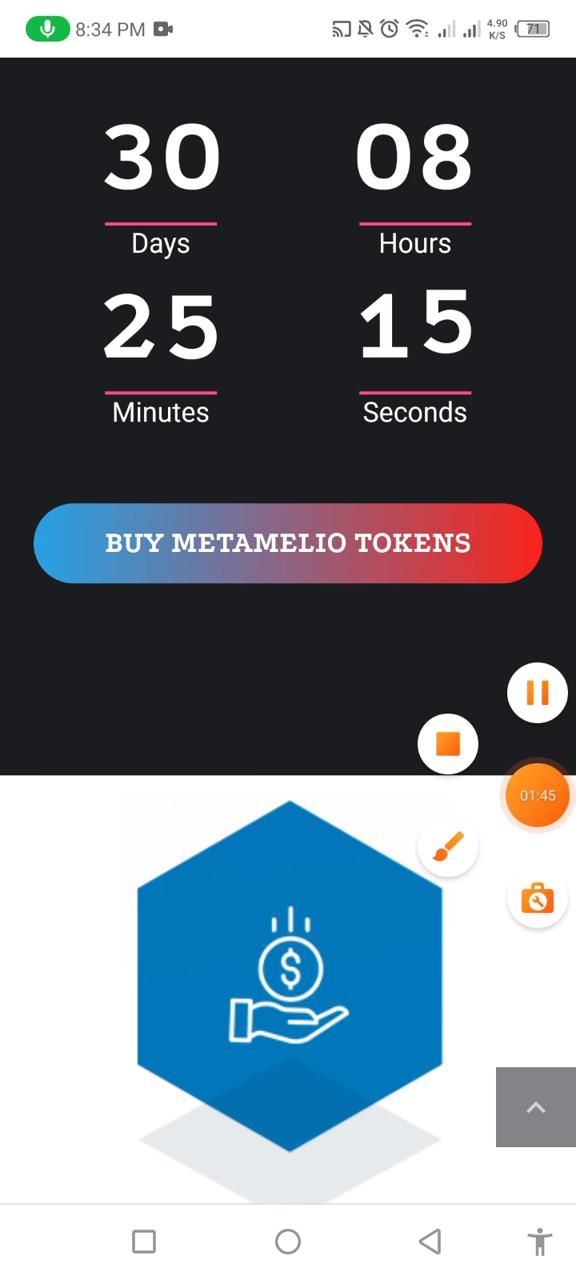 8:34 PM
4.90
K/S
71
30 08
Days Hours
25 15
Minutes Seconds
BUY METAMELIO TOKENS
01:45
$